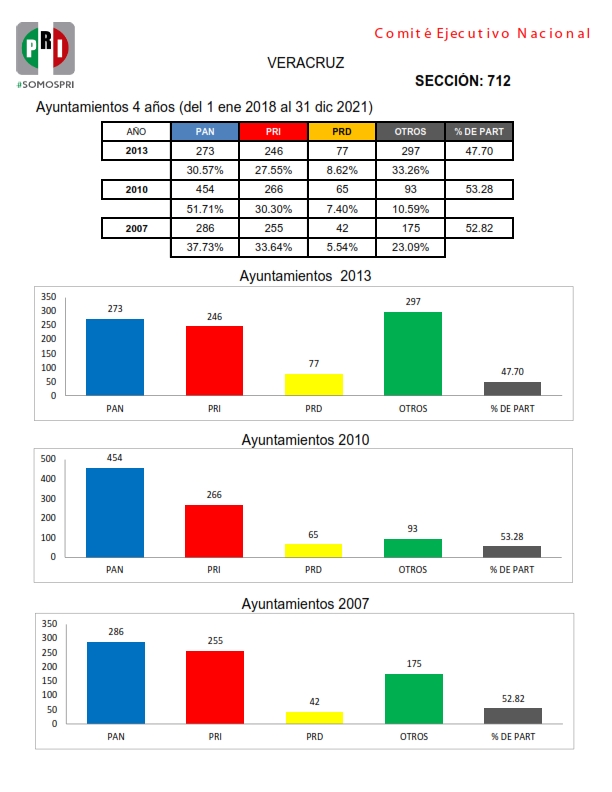 Comité Ejecutivo Nacional
PRI
#SOMOSPRI
VERACRUZ
SECCIÓN: 712
Ayuntamientos 4 años (del 1 ene 2018 al 31 dic 2021)
AÑO PAN PRI PRD OTROS % DE PART
2013 273 246 77 297 47.70
30.57% 27.55% 8.62% 33.26%
2010 454 266 65 93 53.28
51.71% 30.30% 7.40% 10.59%
2007 286 255 42 175 52.82
37.73% 33.64% 5.54% 23.09%
Ayuntamientos 2013
350
300
250
200
150
100
50
0
273 246 77 297 47.70
PAN PRI PRD OTROS % DE PART
Ayuntamientos 2010
500
400
300
200
100
0
454 266 65 93 53.28
PAN PRI PRD OTROS % DE PART
Ayuntamientos 2007
350
300
250
200
150
100
50
0
286 255 42 175 52.82
PAN PRI PRD OTROS % DE PART